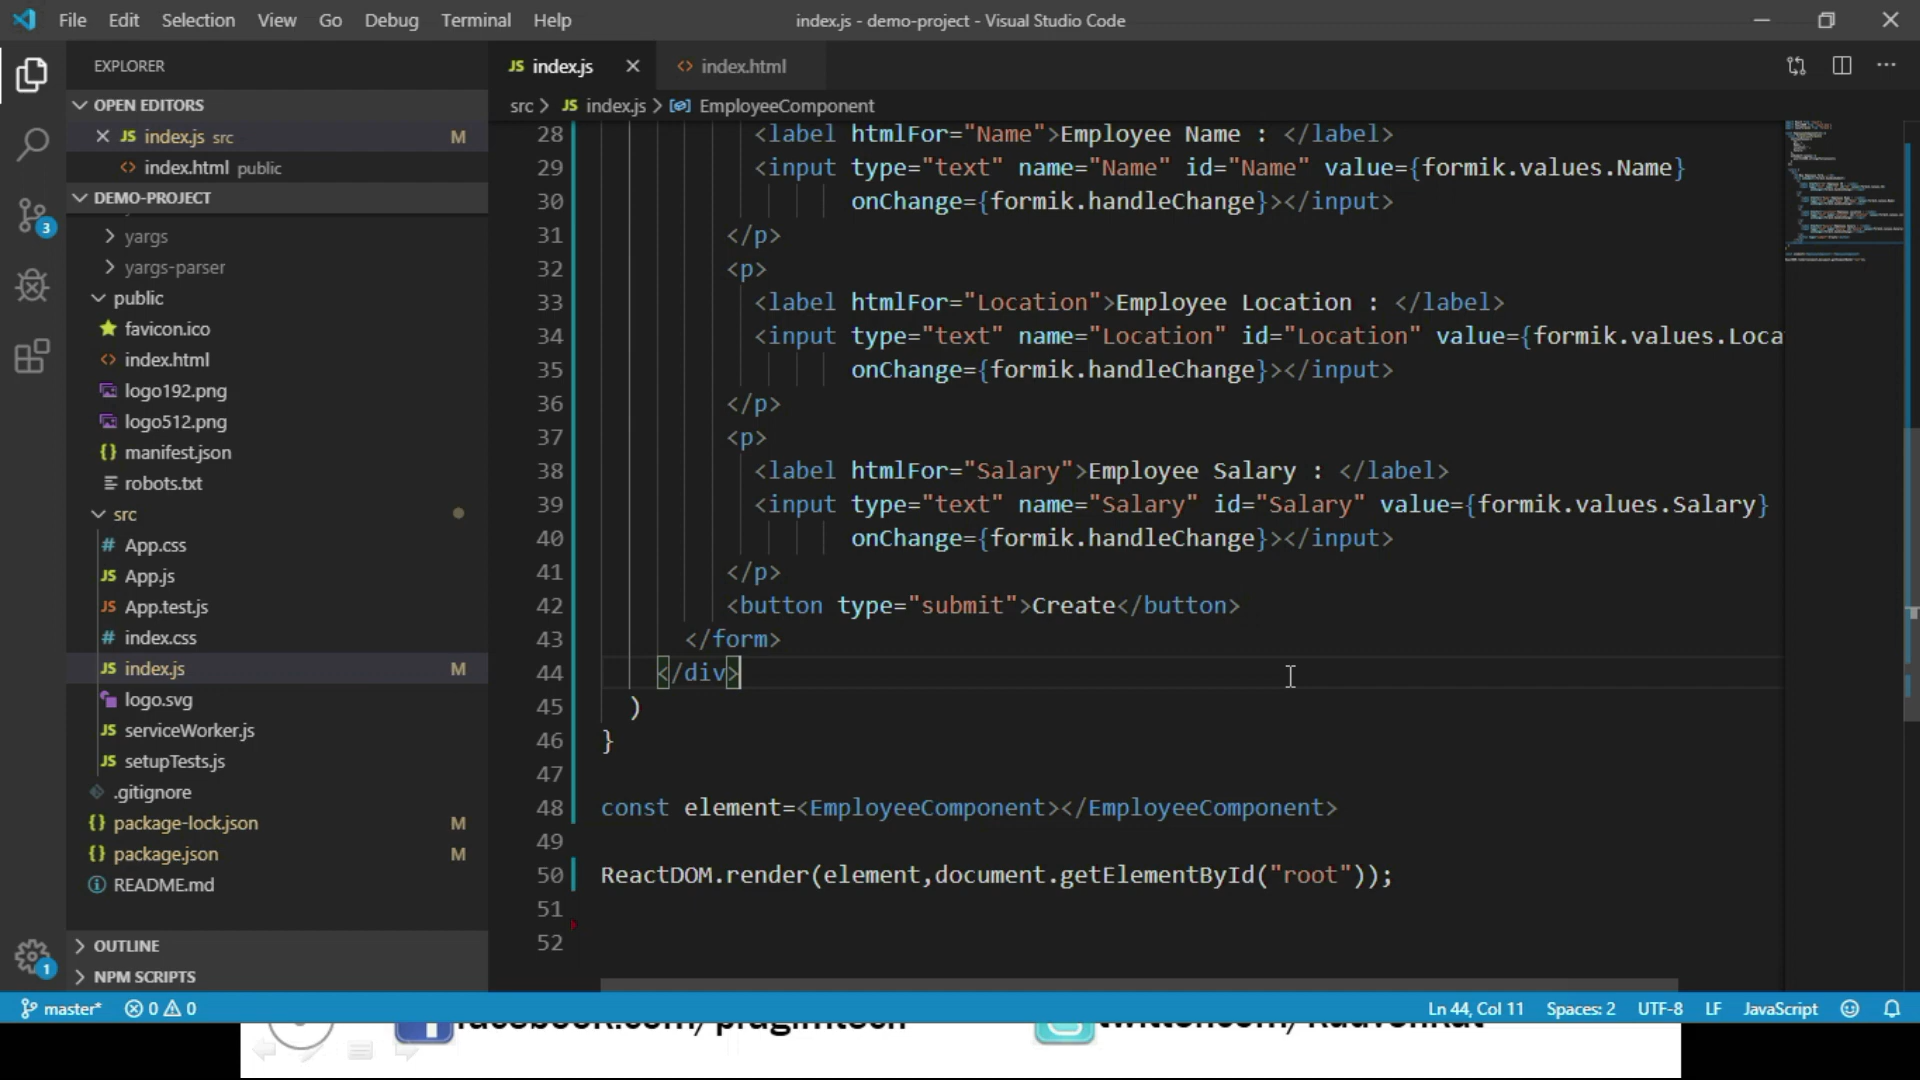 File Edit Selection View Go Debug Terminal Help
index.js - demo-project - Visual Studio Code
EXPLORER
OPEN EDITORS
JS index.js src M
<> index.html public
DEMO-PROJECT
yargs
yargs-parser
public
favicon.ico
<> index.html
logo192.png
logo512.png
{} manifest.json
robots.txt
src
# App.css
JS App.js
JS App.test.js
# index.css
JS index.js M
logo.svg
JS serviceWorker.js
JS setupTests.js
.gitignore
{} package-lock.json M
{} package.json M
README.md
OUTLINE
NPM SCRIPTS
3
1
JS index.js
<> index.html
src > JS index.js > EmployeeComponent
28 <label htmlFor="Name">Employee Name : </label>
29 <input type="text" name="Name" id="Name" value={formik.values.Name}
30 onChange={formik.handleChange}></input>
31 </p>
32 <p>
33 <label htmlFor="Location">Employee Location : </label>
34 <input type="text" name="Location" id="Location" value={formik.values.Loca
35 onChange={formik.handleChange}></input>
36 </p>
37 <p>
38 <label htmlFor="Salary">Employee Salary : </label>
39 <input type="text" name="Salary" id="Salary" value={formik.values.Salary}
40 onChange={formik.handleChange}></input>
41 </p>
42 <button type="submit">Create</button>
43 </form>
44 </div>
45 )
46 }
47
48 const element=<EmployeeComponent></EmployeeComponent>
49
50 ReactDOM.render(element,document.getElementById("root"));
51
52
master* 0 0
Ln 44, Col 11 Spaces: 2 UTF-8 LF JavaScript
facebook.com/pragimtech